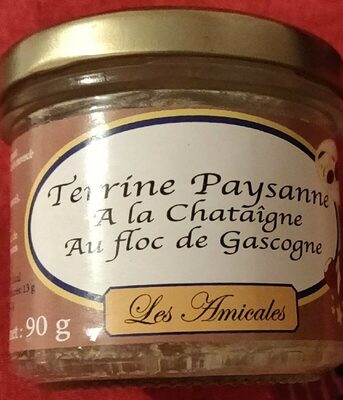 Terrine Paysanne
A la Chataîgne
Au floc de Gascogne
Les Amicales
90 g